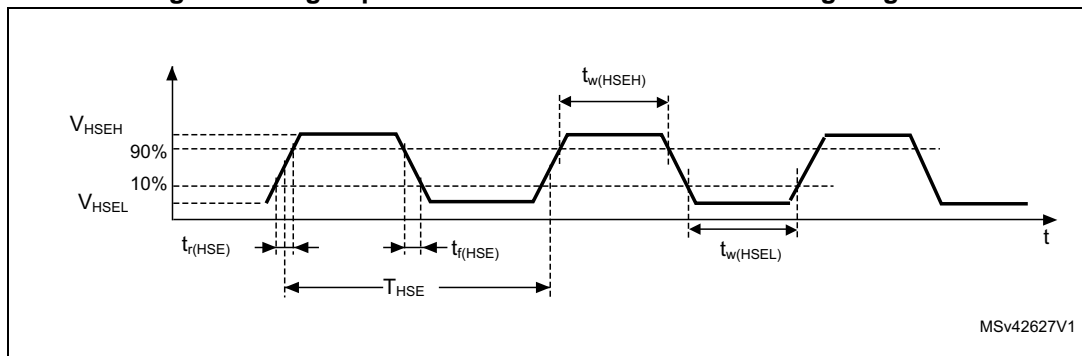 t_w(HSEH)
V_HSEH
90%
10%
V_HSEL
t_r(HSE)
t_f(HSE)
t_w(HSEL)
t
T_HSE
MSv42627V1